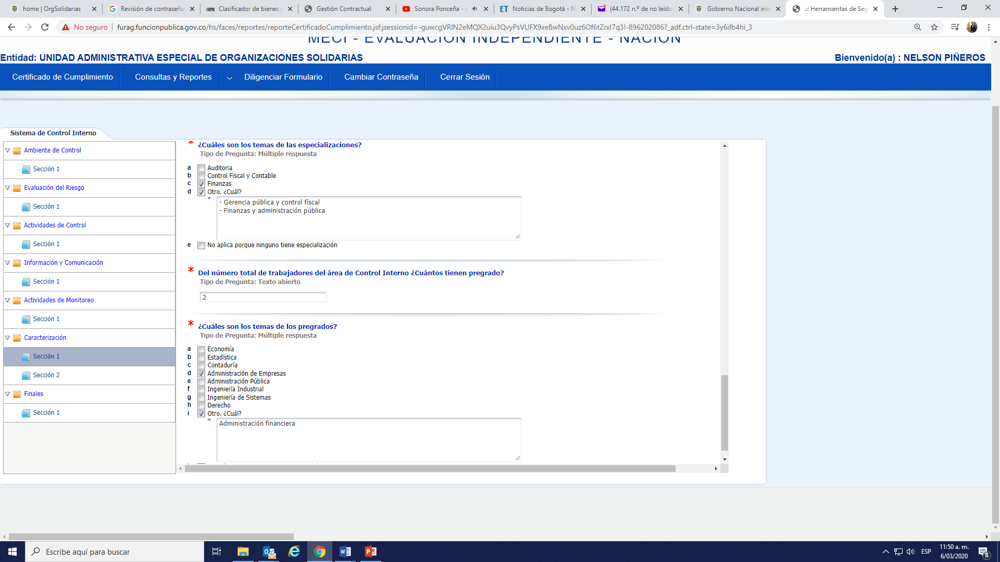 home | OrgSolidarias
Revisión de contraseña
Clasificador de bienes y
Gestión Contractual
Sonora Ponceña - A
Noticias de Bogotá - N
(44.172 n.º de no leído
Gobierno Nacional inic
.:: Herramientas de Seg
No seguro
furag.funcionpublica.gov.co/hs/faces/reportes/reporteCertificadoCumplimiento.jsf;jsessionid=-guwcgVRlN2eMQX2uiu3QvyPsVUFX9xeBwNxv0uz6Of6tZrxI7q3!-896202086?_adf.ctrl-state=3y6ifb4hi_3
MECI - EVALUACIÓN INDEPENDIENTE - NACIÓN
Entidad: UNIDAD ADMINISTRATIVA ESPECIAL DE ORGANIZACIONES SOLIDARIAS
Bienvenido(a) : NELSON PIÑEROS
Certificado de Cumplimiento
Consultas y Reportes
Diligenciar Formulario
Cambiar Contraseña
Cerrar Sesión
Sistema de Control Interno
Ambiente de Control
Sección 1
Evaluación del Riesgo
Sección 1
Actividades de Control
Sección 1
Información y Comunicación
Sección 1
Actividades de Monitoreo
Sección 1
Caracterización
Sección 1
Sección 2
Finales
Sección 1
* ¿Cuáles son los temas de las especializaciones?
Tipo de Pregunta: Múltiple respuesta
a Auditoria
b Control Fiscal y Contable
c Finanzas
d Otro. ¿Cuál?
* - Gerencia pública y control físcal
- Finanzas y administración pública
e No aplica porque ninguno tiene especialización
* Del número total de trabajadores del área de Control Interno ¿Cuántos tienen pregrado?
Tipo de Pregunta: Texto abierto
2
* ¿Cuáles son los temas de los pregrados?
Tipo de Pregunta: Múltiple respuesta
a Economía
b Estadística
c Contaduría
d Administración de Empresas
e Administración Pública
f Ingeniería Industrial
g Ingeniería de Sistemas
h Derecho
i Otro. ¿Cuál?
* Administración financiera
Escribe aquí para buscar
ESP
11:50 a. m.
6/03/2020
8